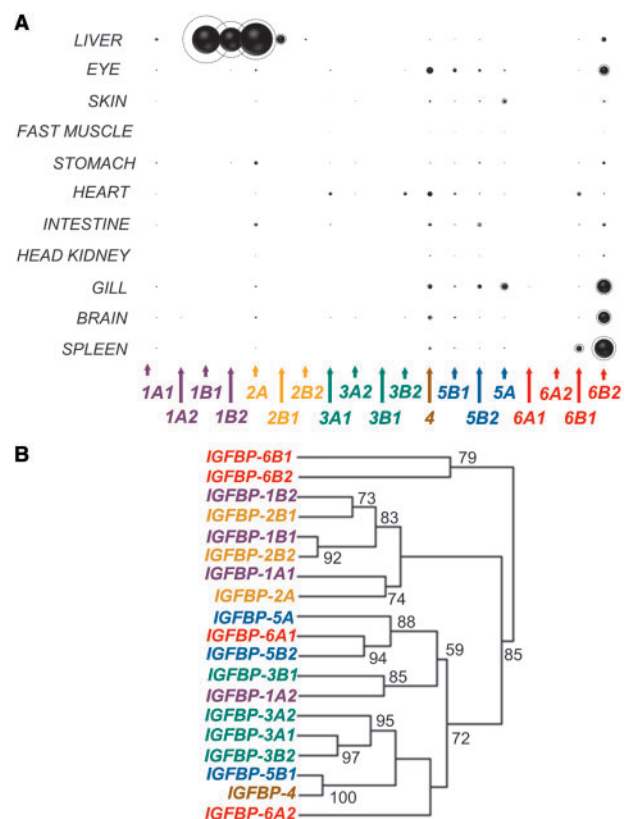 A
LIVER
EYE
SKIN
FAST MUSCLE
STOMACH
HEART
INTESTINE
HEAD KIDNEY
GILL
BRAIN
SPLEEN
1A1 1B1 2A 2B2 3A2 3B2 5B1 5A 6A2 6B2
1A2 1B2 2B1 3A1 3B1 4 5B2 6A1 6B1
B
IGFBP-6B1
79
IGFBP-6B2
IGFBP-1B2
73
IGFBP-2B1
83
IGFBP-1B1
IGFBP-2B2
92
IGFBP-1A1
IGFBP-2A
74
IGFBP-5A
88
IGFBP-6A1
59
85
IGFBP-5B2
94
IGFBP-3B1
85
IGFBP-1A2
IGFBP-3A2
95
72
IGFBP-3A1
IGFBP-3B2
97
IGFBP-5B1
IGFBP-4
100
IGFBP-6A2